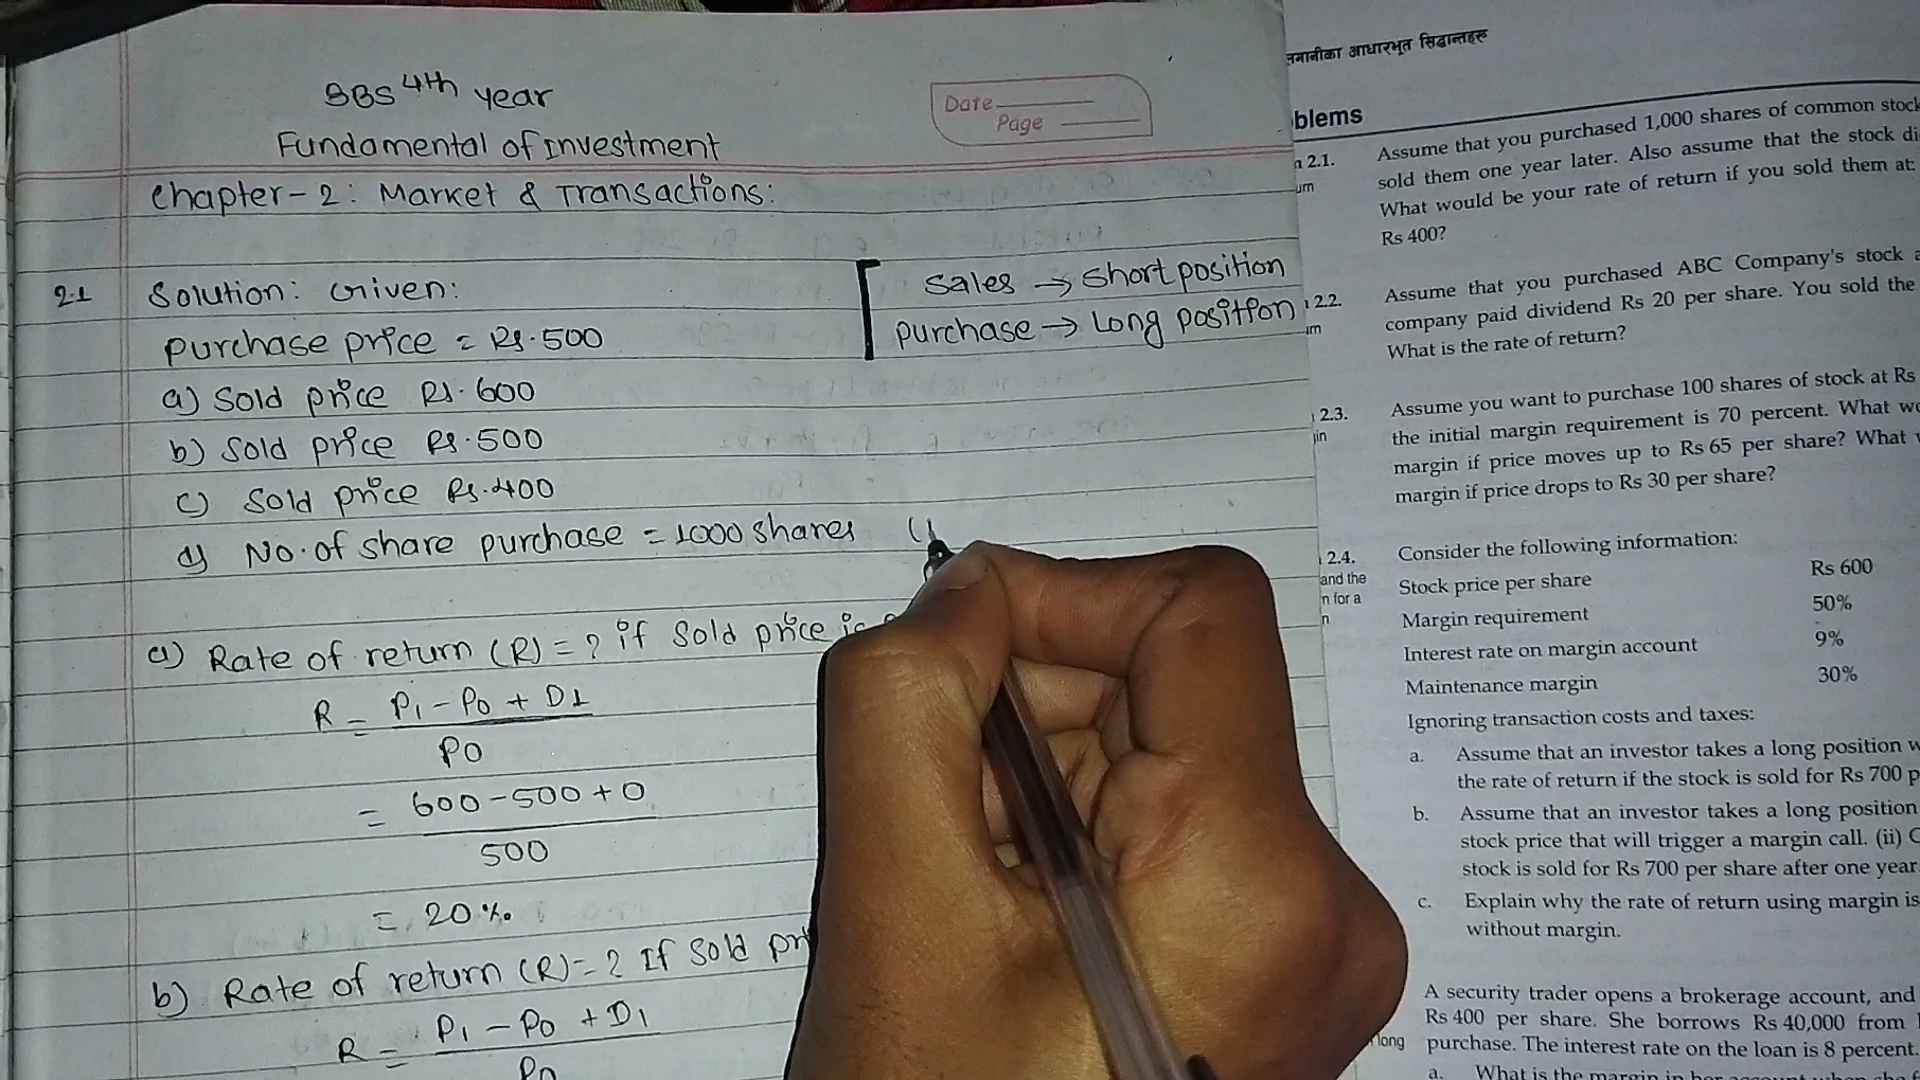 BBS 4th year
Fundamental of Investment
Date
Page
Chapter-2: Market & Transactions:
2.1 Solution: Given:
purchase price = Rs.500
a) Sold price Rs.600
b) Sold price Rs.500
c) Sold price Rs.400
d) No.of share purchase = 1000 shares (
Sales → Short position
purchase → Long position
a) Rate of return (R) = ? if Sold price is
R = P1 - P0 + D1
P0
= 600 - 500 + 0
500
= 20%
b) Rate of return (R) = ? If Sold
R = P1 - P0 + D1
P0
आधारभूत सिद्धान्तहरू
blems
2.1. Assume that you purchased 1,000 shares of common stock
sold them one year later. Also assume that the stock
What would be your rate of return if you sold them at:
Rs 400?
2.2. Assume that you purchased ABC Company's stock
company paid dividend Rs 20 per share. You sold the
What is the rate of return?
2.3. Assume you want to purchase 100 shares of stock at Rs
the initial margin requirement is 70 percent. What
margin if price moves up to Rs 65 per share? What
margin if price drops to Rs 30 per share?
2.4. Consider the following information:
and the
n for a
Stock price per share Rs 600
Margin requirement 50%
Interest rate on margin account 9%
Maintenance margin 30%
Ignoring transaction costs and taxes:
a. Assume that an investor takes a long position
the rate of return if the stock is sold for Rs 700
b. Assume that an investor takes a long position
stock price that will trigger a margin call. (ii)
stock is sold for Rs 700 per share after one year
c. Explain why the rate of return using margin is
without margin.
A security trader opens a brokerage account, and
Rs 400 per share. She borrows Rs 40,000 from
long purchase. The interest rate on the loan is 8 percent.
a. What is the margin in her account when she